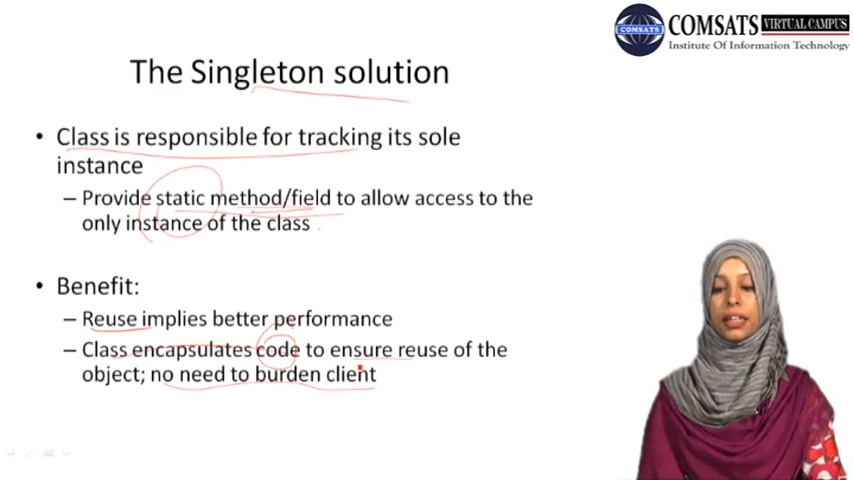 COMSATS VIRTUAL CAMPUS
COMSATS
Institute Of Information Technology
The Singleton solution
• Class is responsible for tracking its sole
instance
– Provide static method/field to allow access to the
only instance of the class
• Benefit:
– Reuse implies better performance
– Class encapsulates code to ensure reuse of the
object; no need to burden client